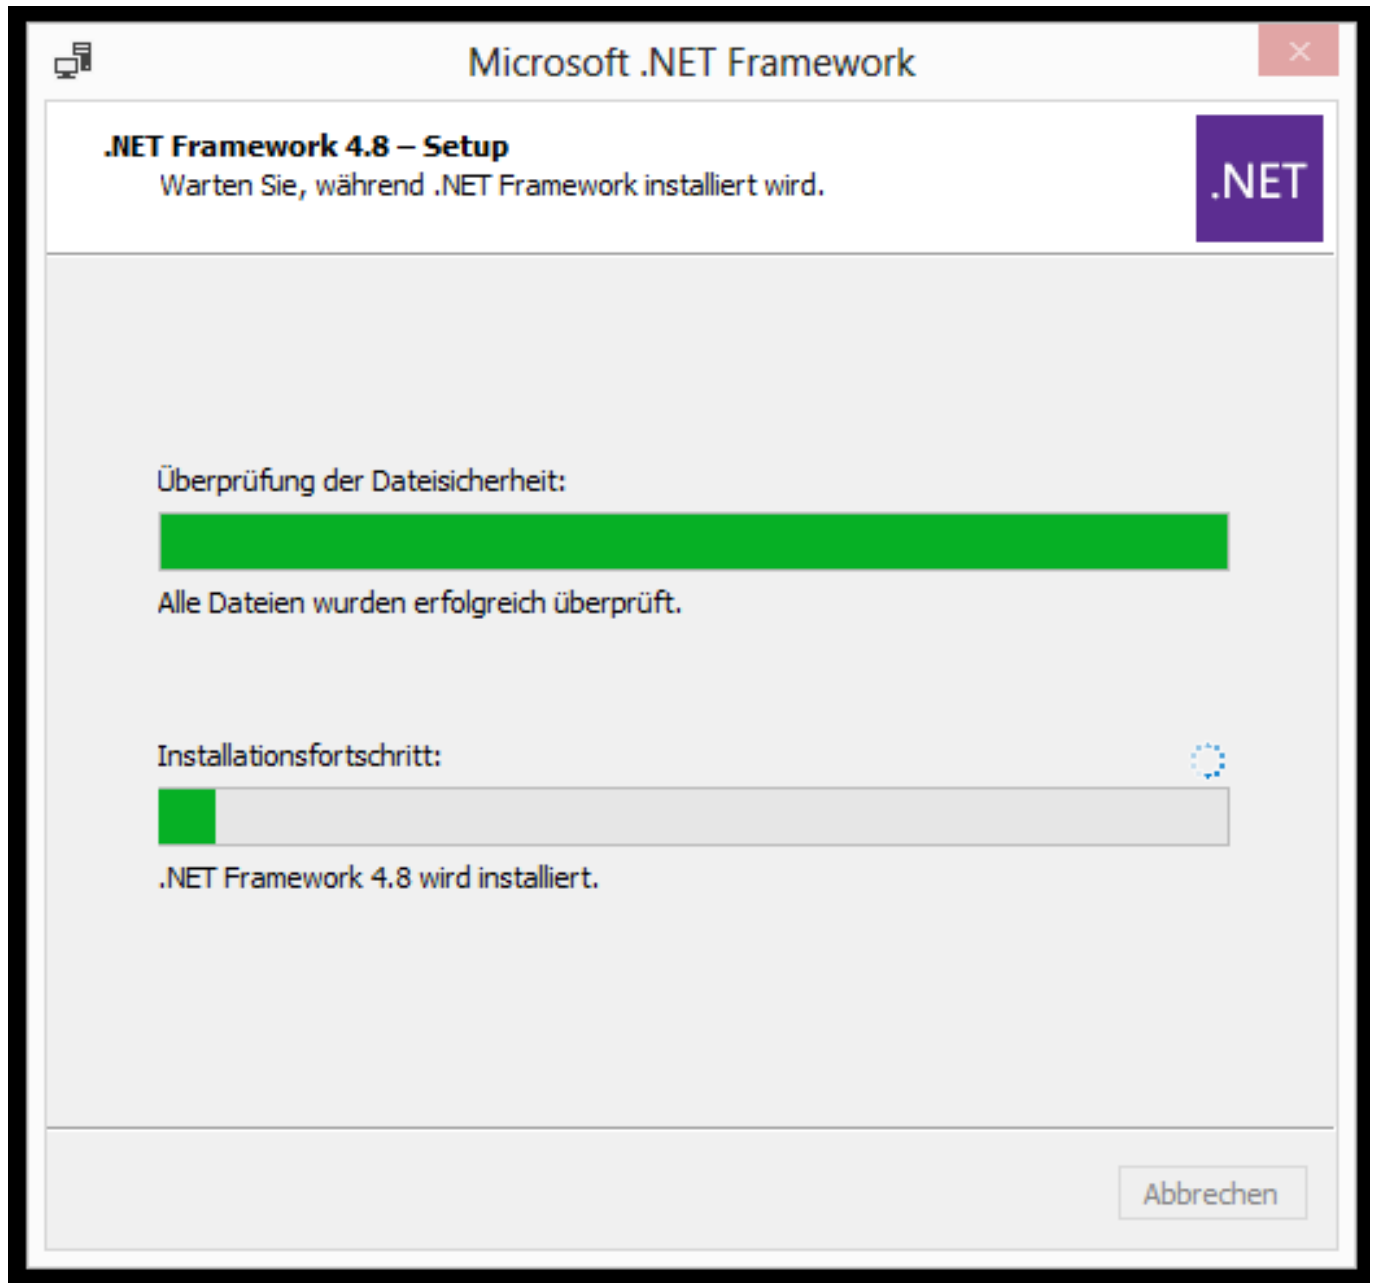 Microsoft .NET Framework
.NET Framework 4.8 – Setup
Warten Sie, während .NET Framework installiert wird.
.NET
Überprüfung der Dateisicherheit:
Alle Dateien wurden erfolgreich überprüft.
Installationsfortschritt:
.NET Framework 4.8 wird installiert.
Abbrechen